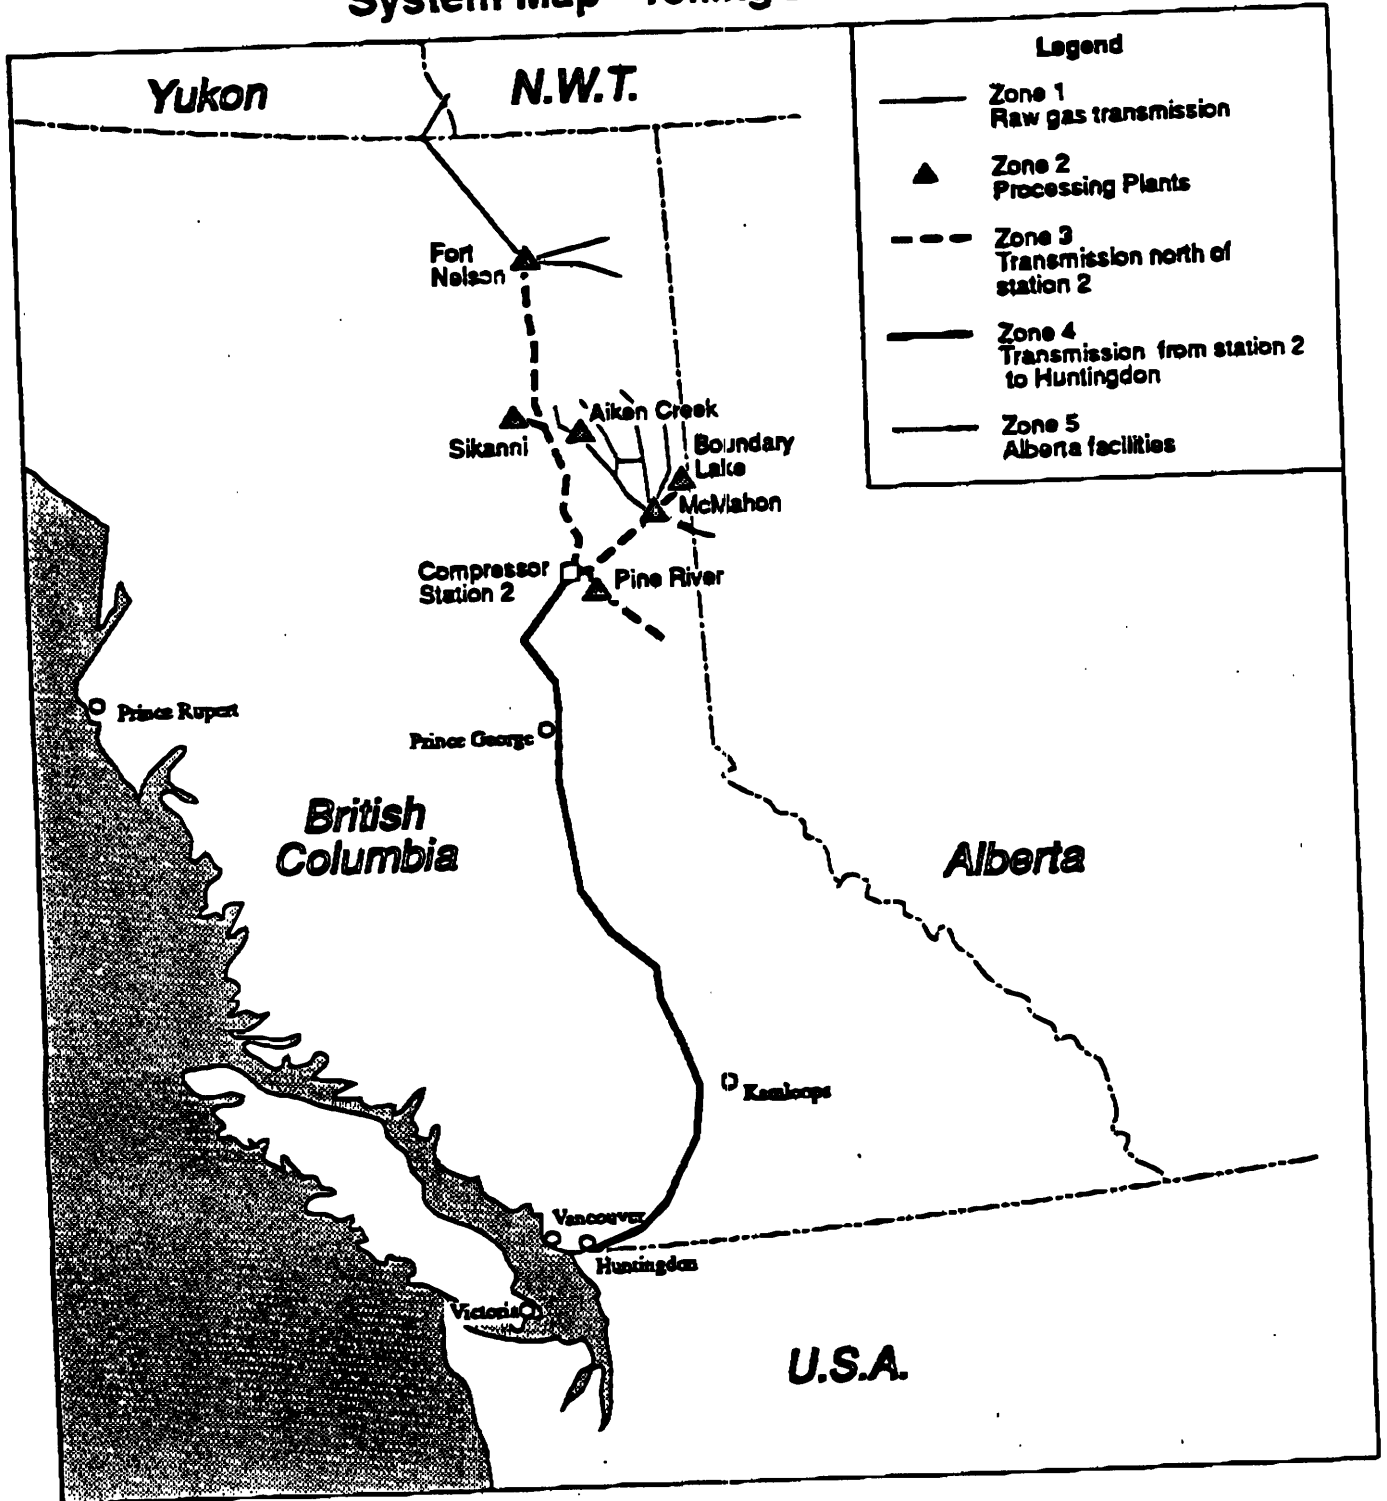 System Map
Yukon
N.W.T.
Legend
Zone 1
Raw gas transmission
Zone 2
Processing Plants
Zone 3
Transmission north of
station 2
Zone 4
Transmission from station 2
to Huntingdon
Zone 5
Alberta facilities
Fort
Nelson
Sikanni
Aiken Creek
Boundary
Lake
McMahon
Compressor
Station 2
Pine River
Prince Rupert
Prince George
British
Columbia
Alberta
Kamloops
Vancouver
Huntingdon
Victoria
U.S.A.